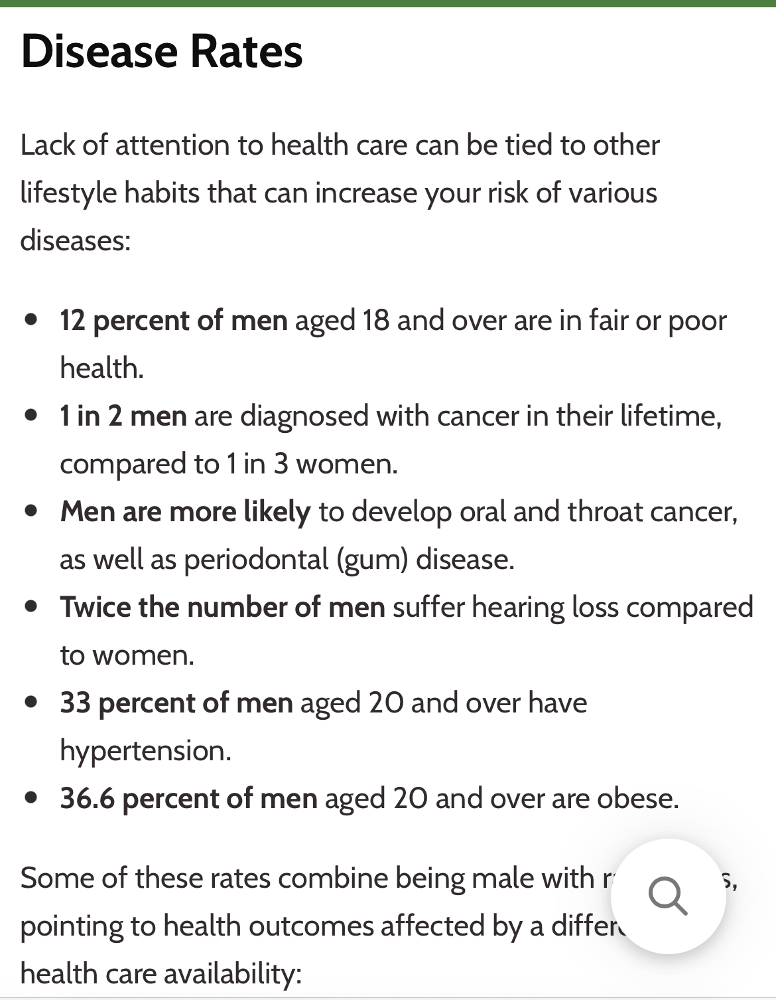 Disease Rates
Lack of attention to health care can be tied to other
lifestyle habits that can increase your risk of various
diseases:
• 12 percent of men aged 18 and over are in fair or poor
health.
• 1 in 2 men are diagnosed with cancer in their lifetime,
compared to 1 in 3 women.
• Men are more likely to develop oral and throat cancer,
as well as periodontal (gum) disease.
• Twice the number of men suffer hearing loss compared
to women.
• 33 percent of men aged 20 and over have
hypertension.
• 36.6 percent of men aged 20 and over are obese.
Some of these rates combine being male with
pointing to health outcomes affected by a
health care availability: